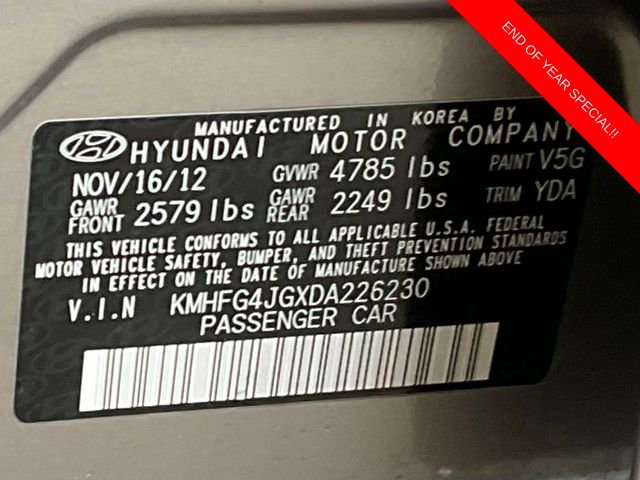 END OF YEAR SPECIAL!!
MANUFACTURED IN KOREA BY
HYUNDAI MOTOR COMPANY
NOV/16/12 GVWR 4785 lbs PAINT V5G
GAWR FRONT 2579 lbs GAWR REAR 2249 lbs TRIM YDA
THIS VEHICLE CONFORMS TO ALL APPLICABLE U.S.A. FEDERAL
MOTOR VEHICLE SAFETY, BUMPER, AND THEFT PREVENTION STANDARDS
IN EFFECT ON THE DATE OF MANUFACTURE SHOWN ABOVE
V.I.N KMHFG4JGXDA226230
PASSENGER CAR